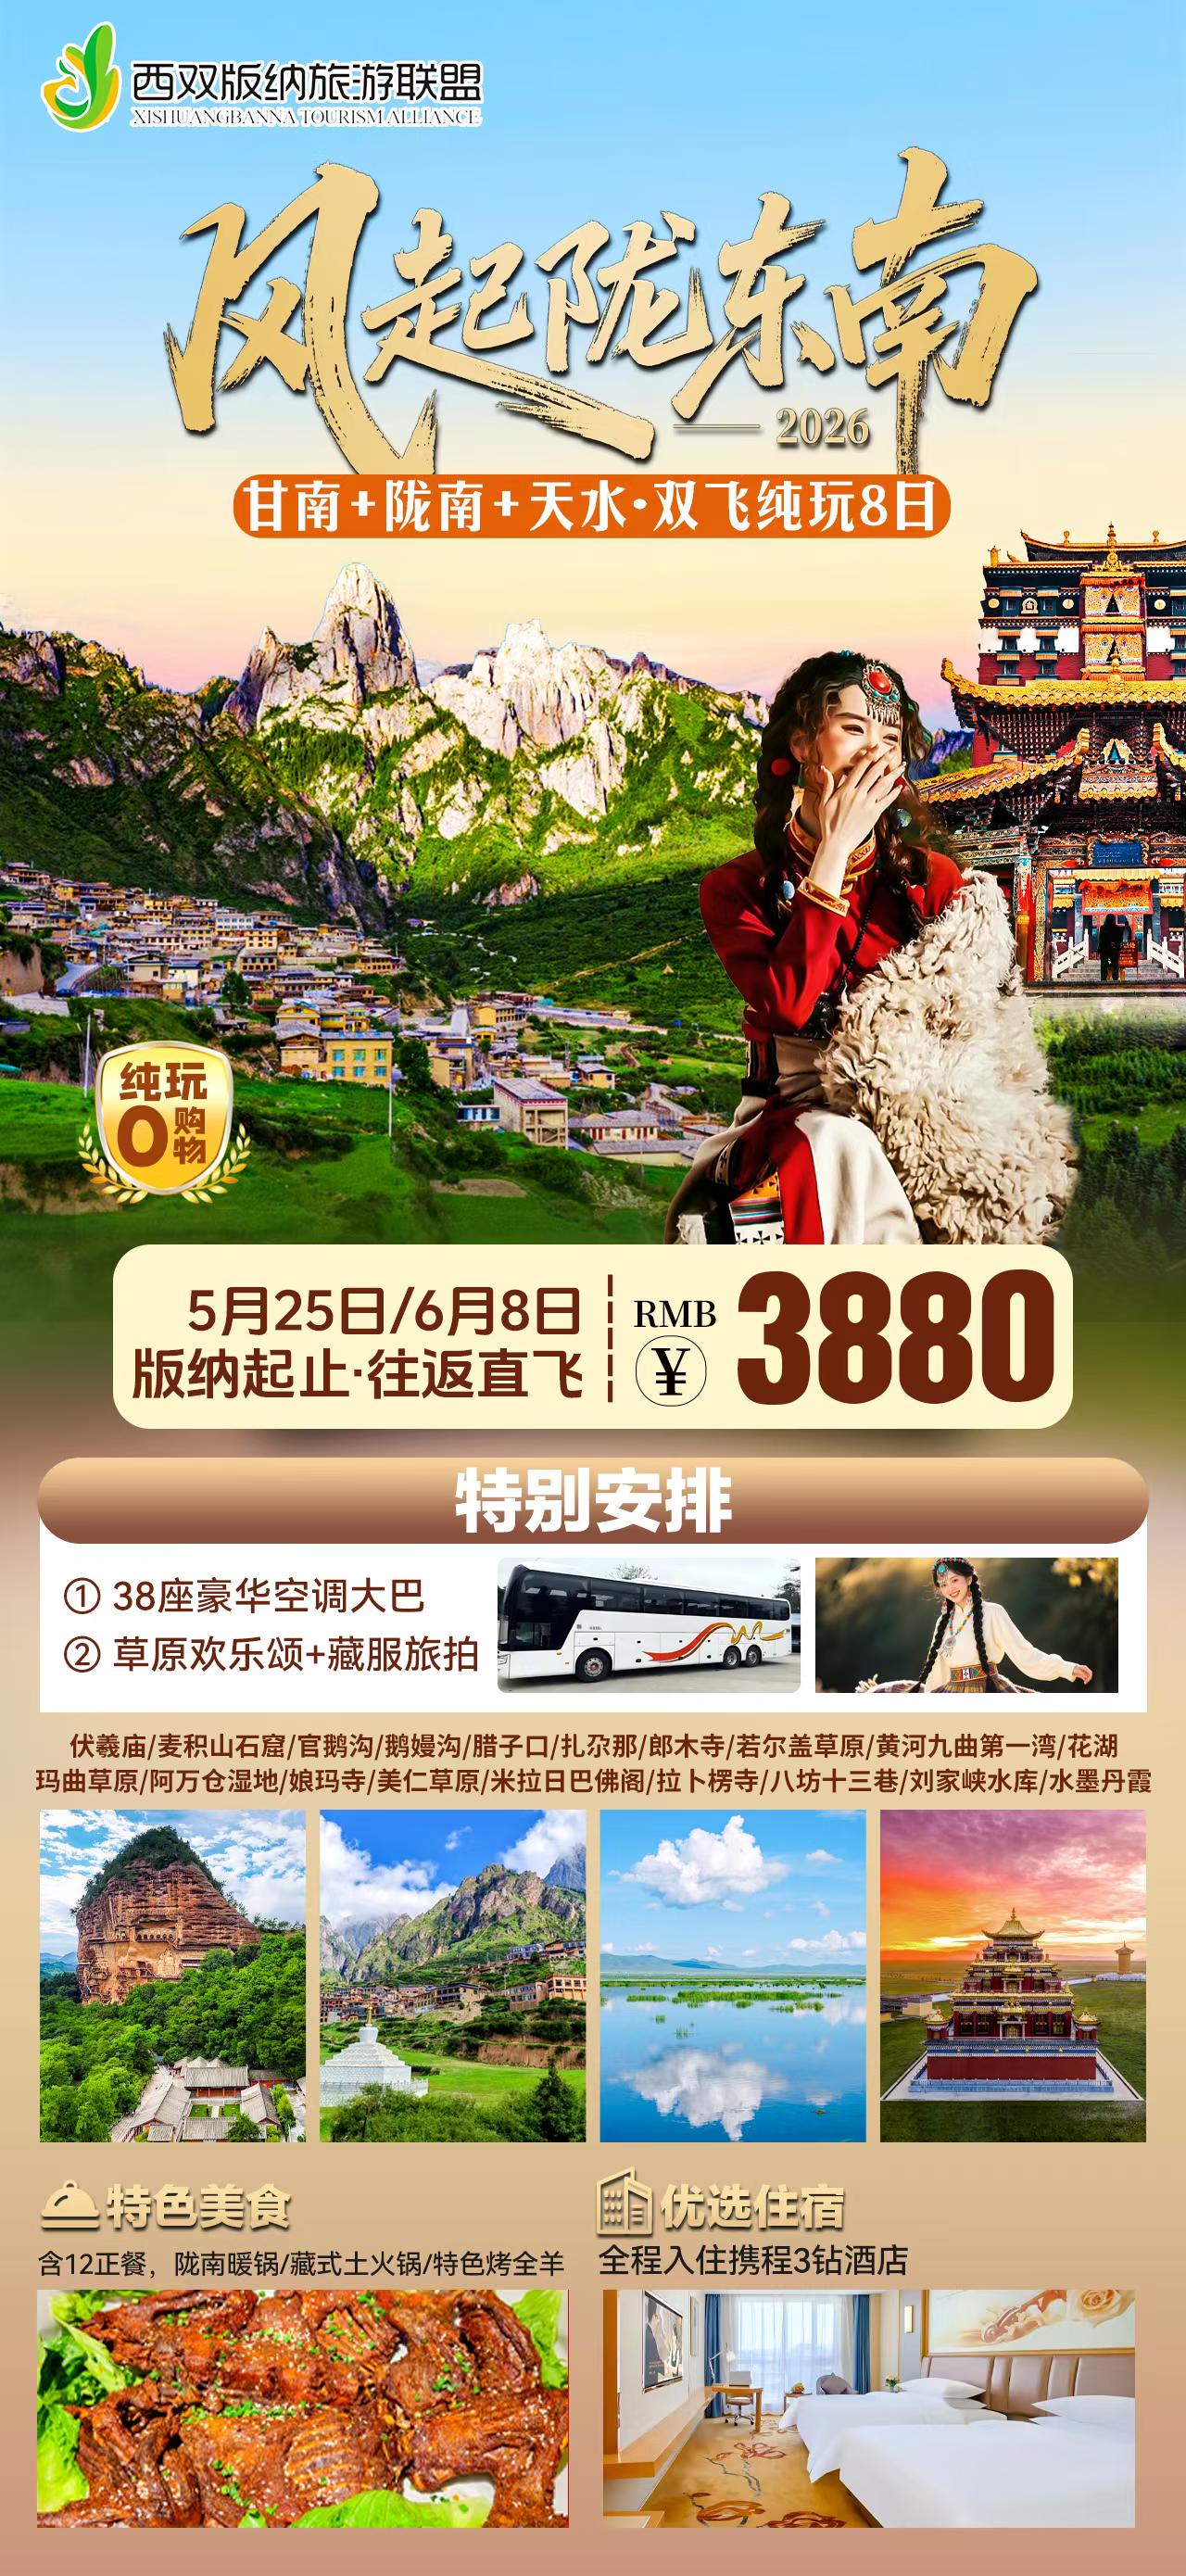 西双版纳旅游联盟
XISHUANGBANNA TOURISM ALLIANCE
风起陇东南
2026
甘南+陇南+天水·双飞纯玩8日
纯玩
0购物
5月25日/6月8日
版纳起止·往返直飞
RMB
¥
3880
特别安排
① 38座豪华空调大巴
② 草原欢乐颂+藏服旅拍
伏羲庙/麦积山石窟/官鹅沟/鹅嫚沟/腊子口/扎尕那/郎木寺/若尔盖草原/黄河九曲第一湾/花湖
玛曲草原/阿万仓湿地/娘玛寺/美仁草原/米拉日巴佛阁/拉卜楞寺/八坊十三巷/刘家峡水库/水墨丹霞
特色美食
含12正餐，陇南暖锅/藏式土火锅/特色烤全羊
优选住宿
全程入住携程3钻酒店